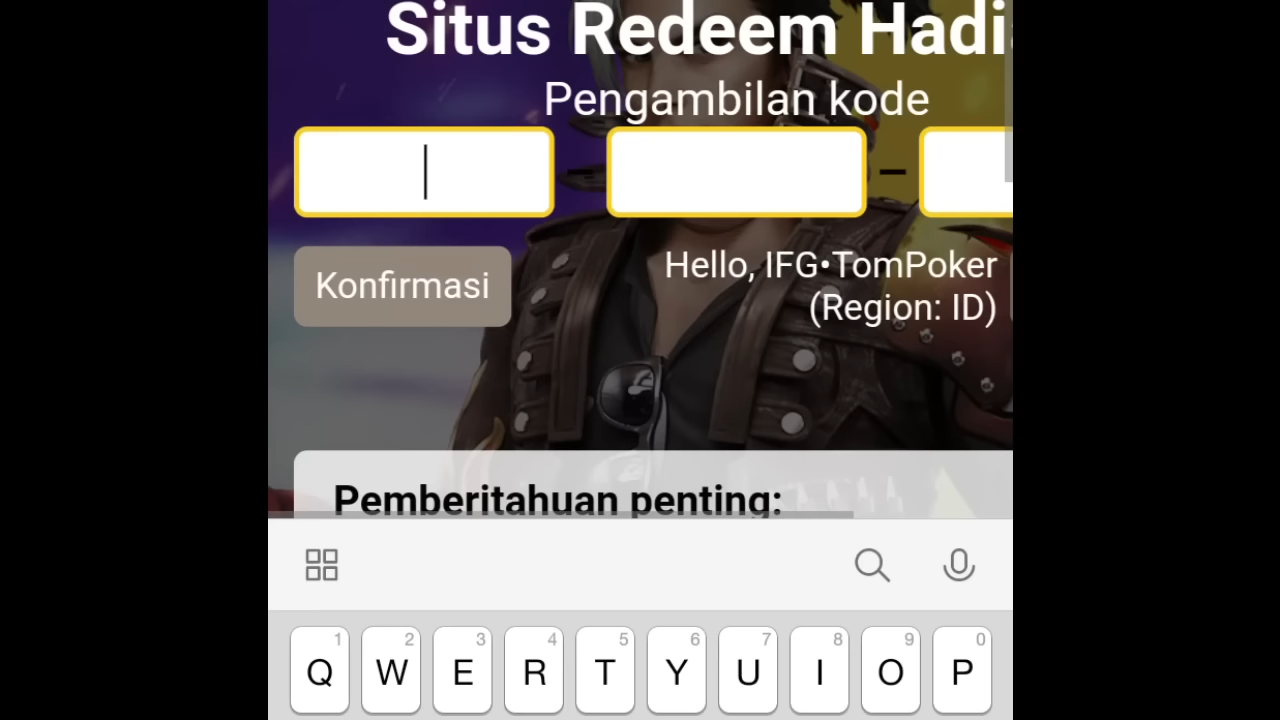 Situs Redeem Hadi
Pengambilan kode
– –
Konfirmasi
Hello, IFG•TomPoker
(Region: ID)
Pemberitahuan penting:
1 2 3 4 5 6 7 8 9 0
Q W E R T Y U I O P